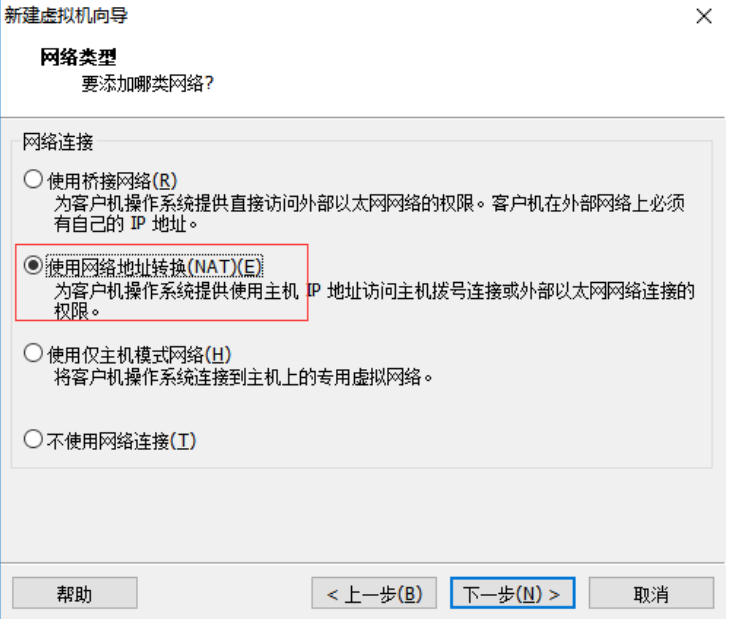 新建虚拟机向导
网络类型
要添加哪类网络?
网络连接
使用桥接网络(R)
为客户机操作系统提供直接访问外部以太网网络的权限。客户机在外部网络上必须
有自己的 IP 地址。
使用网络地址转换(NAT)(E)
为客户机操作系统提供使用主机 IP 地址访问主机拨号连接或外部以太网网络连接的
权限。
使用仅主机模式网络(H)
将客户机操作系统连接到主机上的专用虚拟网络。
不使用网络连接(T)
帮助
< 上一步(B)
下一步(N) >
取消